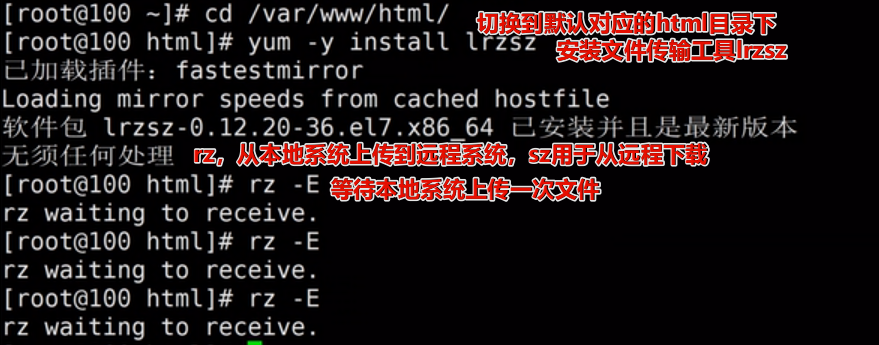 [root@100 ~]# cd /var/www/html/
切换到默认对应的html目录下
[root@100 html]# yum -y install lrzsz
安装文件传输工具lrzsz
已加载插件：fastestmirror
Loading mirror speeds from cached hostfile
软件包 lrzsz-0.12.20-36.el7.x86_64 已安装并且是最新版本
无须任何处理
rz，从本地系统上传到远程系统，sz用于从远程下载
[root@100 html]# rz -E
等待本地系统上传一次文件
rz waiting to receive.
[root@100 html]# rz -E
rz waiting to receive.
[root@100 html]# rz -E
rz waiting to receive.